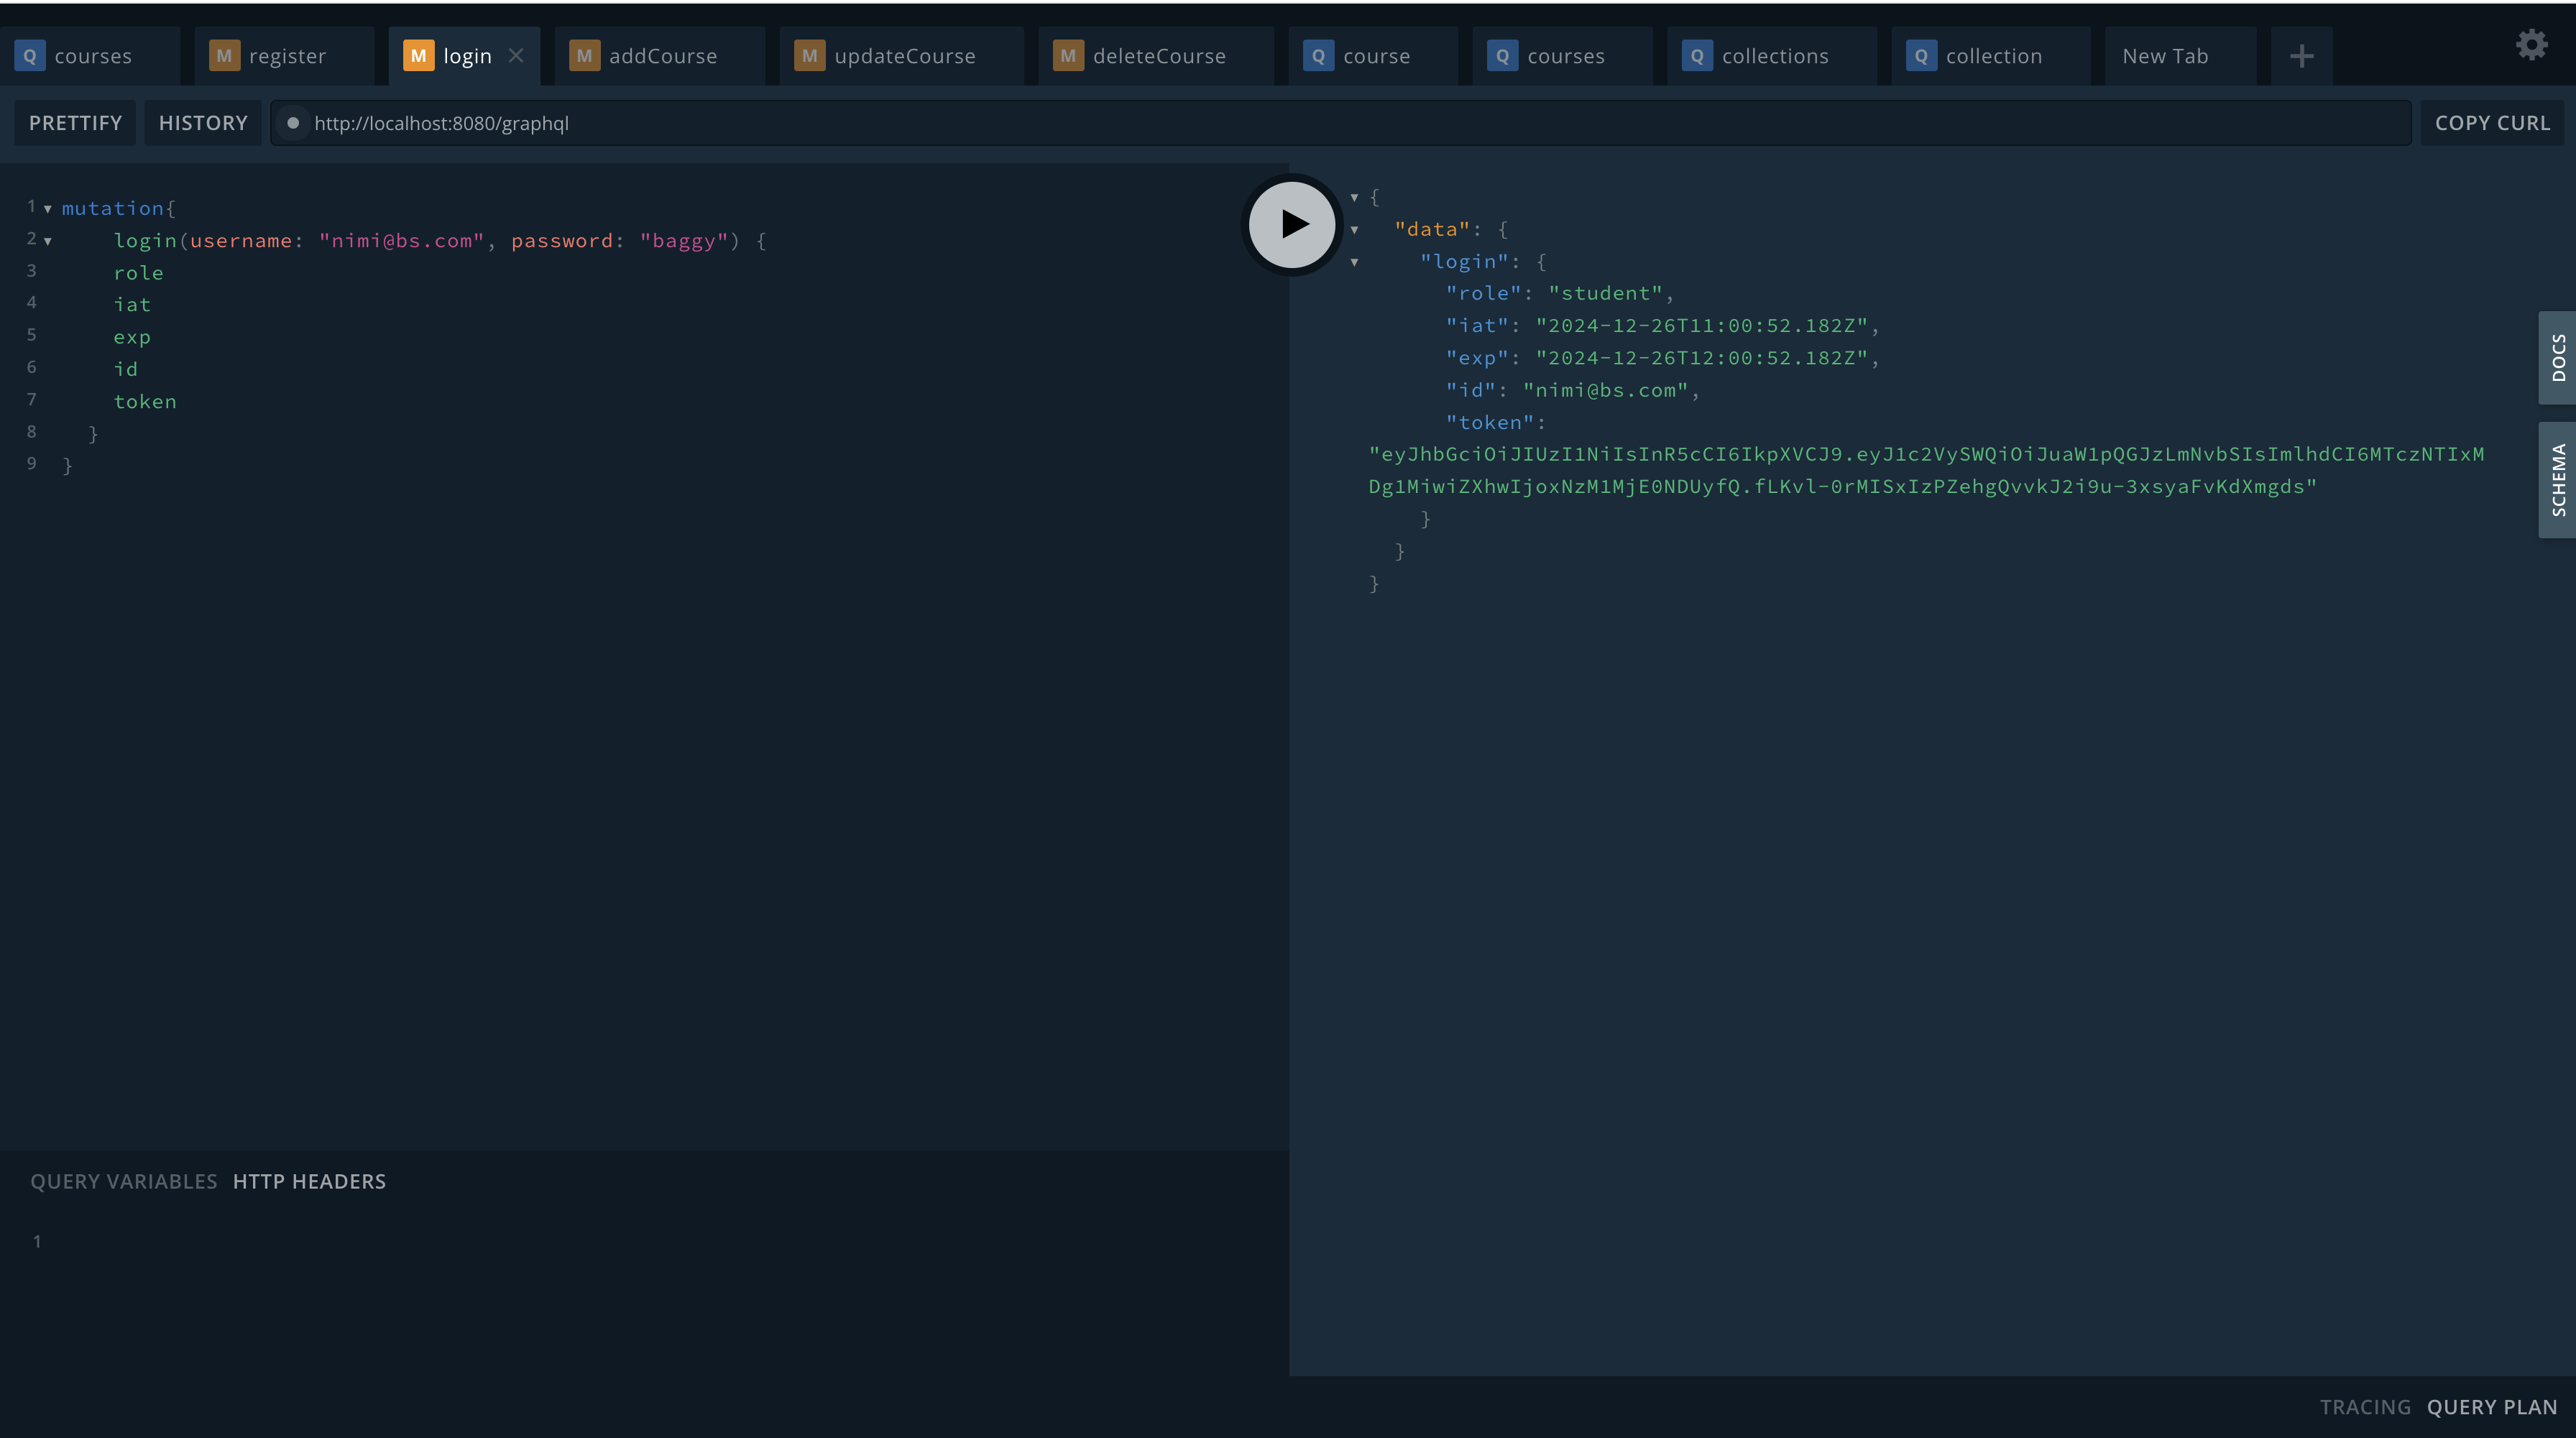 Q courses M register M login × M addCourse M updateCourse M deleteCourse Q course Q courses Q collections Q collection New Tab +
PRETTIFY HISTORY http://localhost:8080/graphql COPY CURL
1 mutation{
2 login(username: "nimi@bs.com", password: "baggy") {
3 role
4 iat
5 exp
6 id
7 token
8 }
9 }
{
"data": {
"login": {
"role": "student",
"iat": "2024-12-26T11:00:52.182Z",
"exp": "2024-12-26T12:00:52.182Z",
"id": "nimi@bs.com",
"token":
"eyJhbGciOiJIUzI1NiIsInR5cCI6IkpXVCJ9.eyJ1c2VySWQiOiJuaW1pQGJzLmNvbSIsImlhdCI6MTczNTIxM
Dg1MiwiZXhwIjoxNzM1MjE0NDUyfQ.fLKvl-0rMISxIzPZehgQvvkJ2i9u-3xsyaFvKdXmgds"
}
}
}
DOCS
SCHEMA
QUERY VARIABLES HTTP HEADERS
1
TRACING QUERY PLAN